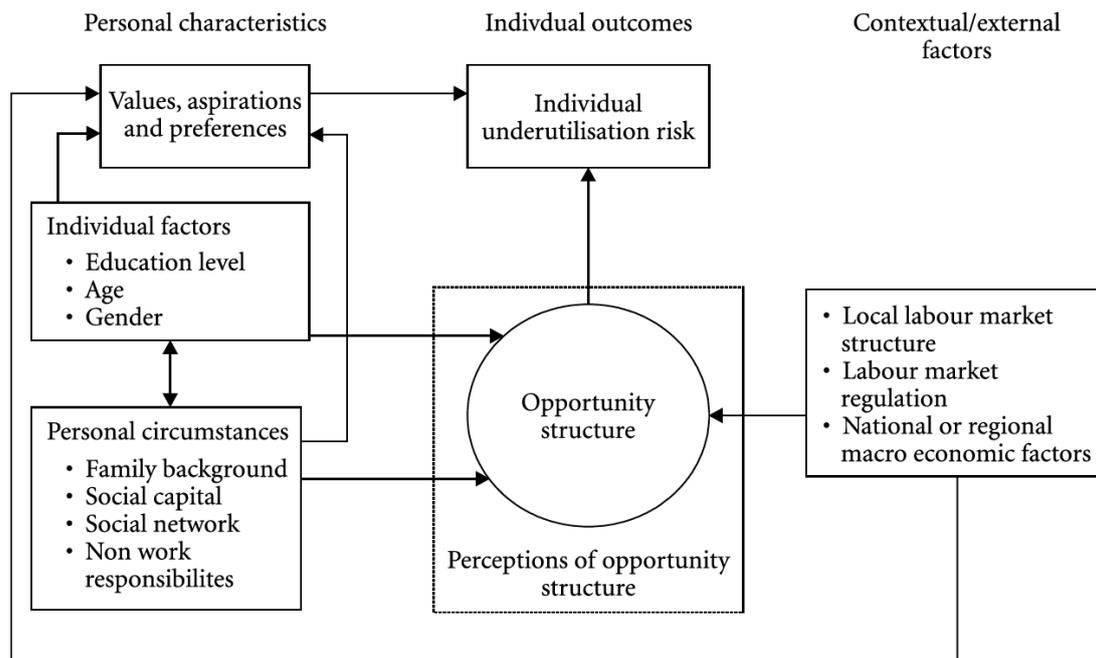 Personal characteristics
Indivdual outcomes
Contextual/external
factors
Values, aspirations
and preferences
Individual
underutilisation risk
Individual factors
• Education level
• Age
• Gender
Personal circumstances
• Family background
• Social capital
• Social network
• Non work
responsibilites
Opportunity
structure
Perceptions of opportunity
structure
• Local labour market
structure
• Labour market
regulation
• National or regional
macro economic factors